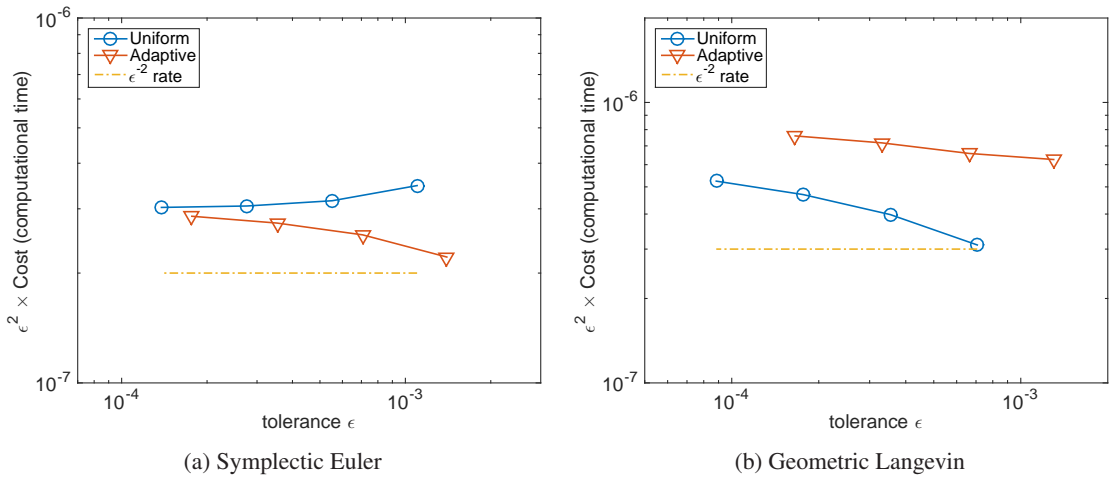 10^-6
Uniform
Adaptive
ϵ^-2 rate
ϵ^2 × Cost (computational time)
10^-7
10^-4
10^-3
tolerance ϵ
(a) Symplectic Euler
Uniform
Adaptive
ϵ^-2 rate
10^-6
ϵ^2 × Cost (computational time)
10^-7
10^-4
10^-3
tolerance ϵ
(b) Geometric Langevin